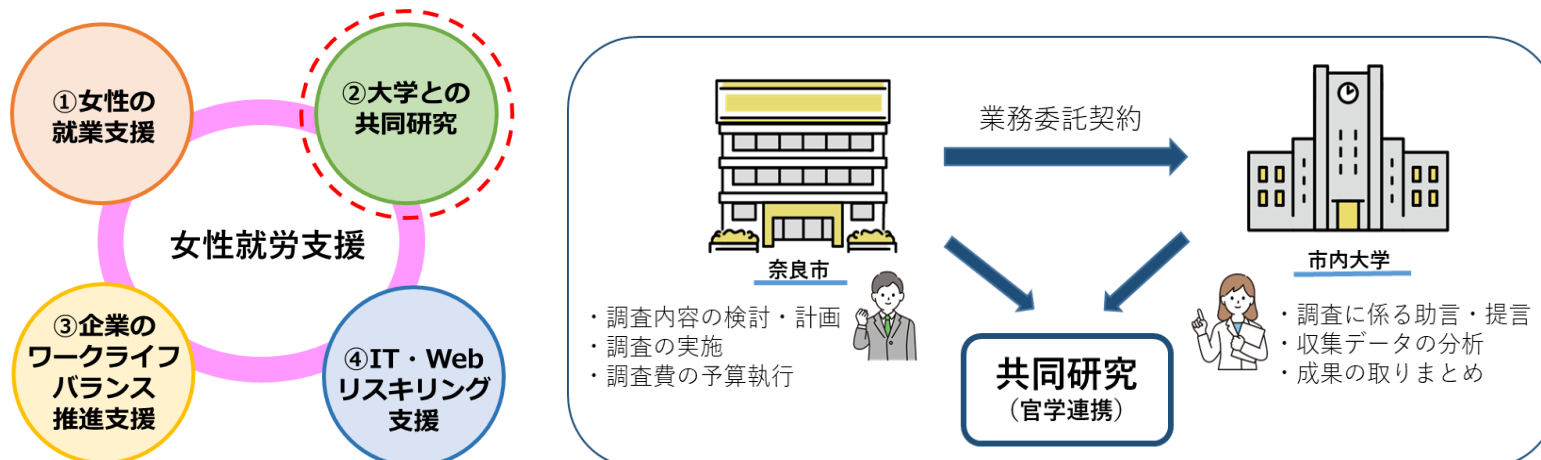 ①女性の
就業支援
②大学との
共同研究
女性就労支援
③企業の
ワークライフ
バランス
推進支援
④IT・Web
リスキリング
支援
業務委託契約
奈良市
・調査内容の検討・計画
・調査の実施
・調査費の予算執行
市内大学
・調査に係る助言・提言
・収集データの分析
・成果の取りまとめ
共同研究
（官学連携）